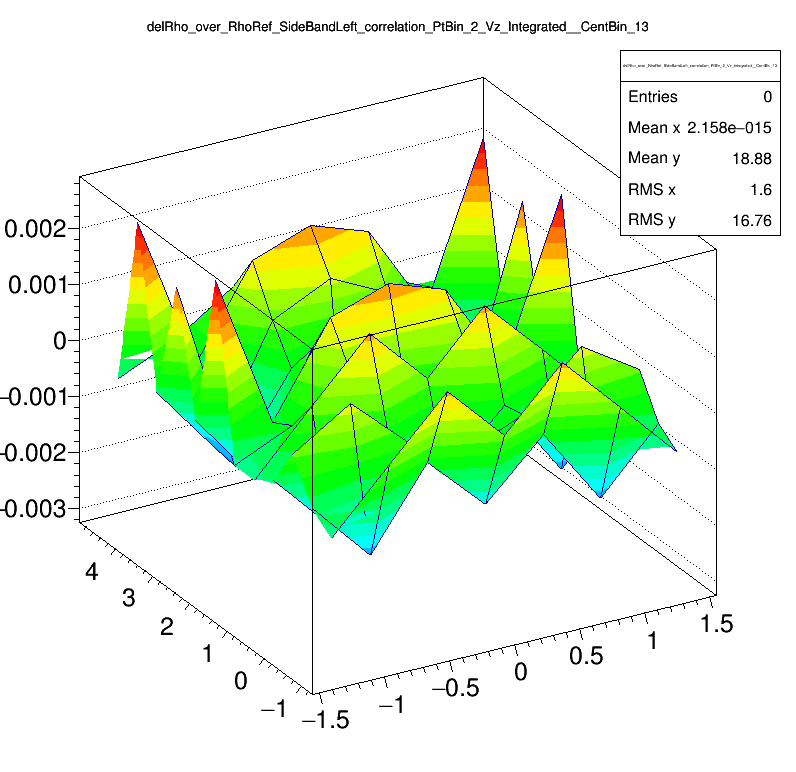 delRho_over_RhoRef_SideBandLeft_correlation_PtBin_2_Vz_Integrated__CentBin_13
delRho_over_RhoRef_SideBandLeft_correlation_PtBin_2_Vz_Integrated__CentBin_13
Entries 0
Mean x 2.158e−015
Mean y 18.88
RMS x 1.6
RMS y 16.76
0.002
0.001
0
−0.001
−0.002
−0.003
4
3
2
1
0
−1
−1.5
−1
−0.5
0
0.5
1
1.5